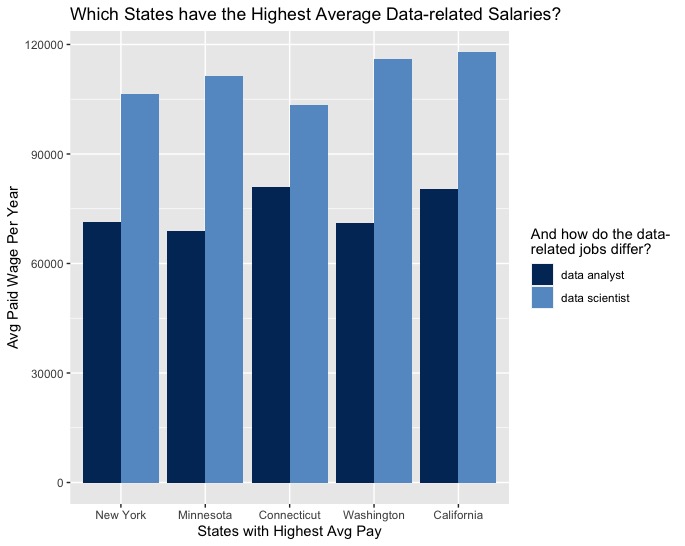 Which States have the Highest Average Data-related Salaries?
120000
90000
60000
30000
0
Avg Paid Wage Per Year
New York
Minnesota
Connecticut
Washington
California
States with Highest Avg Pay
And how do the data-
related jobs differ?
data analyst
data scientist